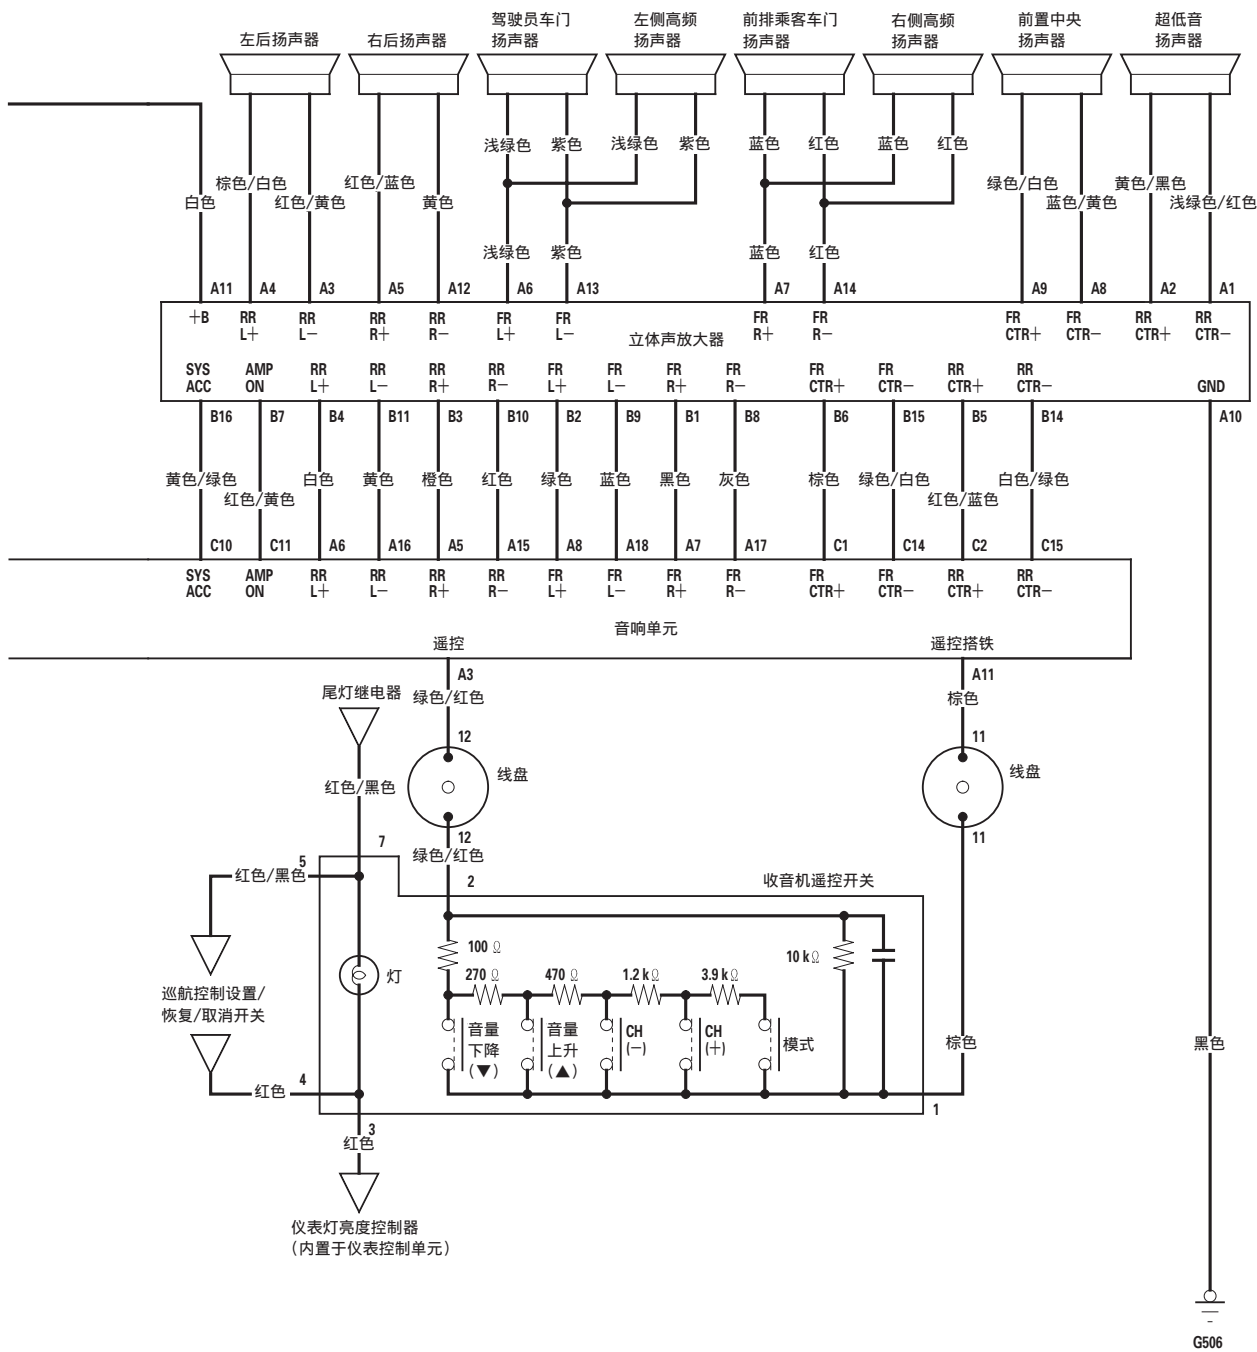 驾驶员车门 左侧高频 前排乘客车门 右侧高频 前置中央 超低音
左后扬声器 右后扬声器 扬声器 扬声器 扬声器 扬声器 扬声器 扬声器
浅绿色 紫色 浅绿色 紫色 蓝色 红色 蓝色 红色
棕色/白色 红色/蓝色 绿色/白色 黄色/黑色
白色 红色/黄色 黄色 蓝色/黄色 浅绿色/红色
浅绿色 紫色 蓝色 红色
A11 A4 A3 A5 A12 A6 A13 A7 A14 A9 A8 A2 A1
+B RR RR RR RR FR FR FR FR FR FR RR RR
L+ L− R+ R− L+ L− R+ R− CTR+ CTR− CTR+ CTR−
立体声放大器
SYS AMP RR RR RR RR FR FR FR FR FR FR RR RR
ACC ON L+ L− R+ R− L+ L− R+ R− CTR+ CTR− CTR+ CTR− GND
B16 B7 B4 B11 B3 B10 B2 B9 B1 B8 B6 B15 B5 B14 A10
黄色/绿色 白色 黄色 橙色 红色 绿色 蓝色 黑色 灰色 棕色 绿色/白色 白色/绿色
红色/黄色 红色/蓝色
C10 C11 A6 A16 A5 A15 A8 A18 A7 A17 C1 C14 C2 C15
SYS AMP RR RR RR RR FR FR FR FR FR FR RR RR
ACC ON L+ L− R+ R− L+ L− R+ R− CTR+ CTR− CTR+ CTR−
音响单元
遥控 遥控搭铁
A3 A11
尾灯继电器 绿色/红色 棕色
12 11
线盘 线盘
红色/黑色
12 11
7 绿色/红色
5
红色/黑色 2 收音机遥控开关
100 Ω 10 kΩ
270 Ω 470 Ω 1.2 kΩ 3.9 kΩ
灯
巡航控制设置/
恢复/取消开关
音量 音量 CH CH
下降 上升 (−) (+) 模式
(▼) (▲)
棕色 黑色
红色 4
1
3
红色
仪表灯亮度控制器
(内置于仪表控制单元)
G506